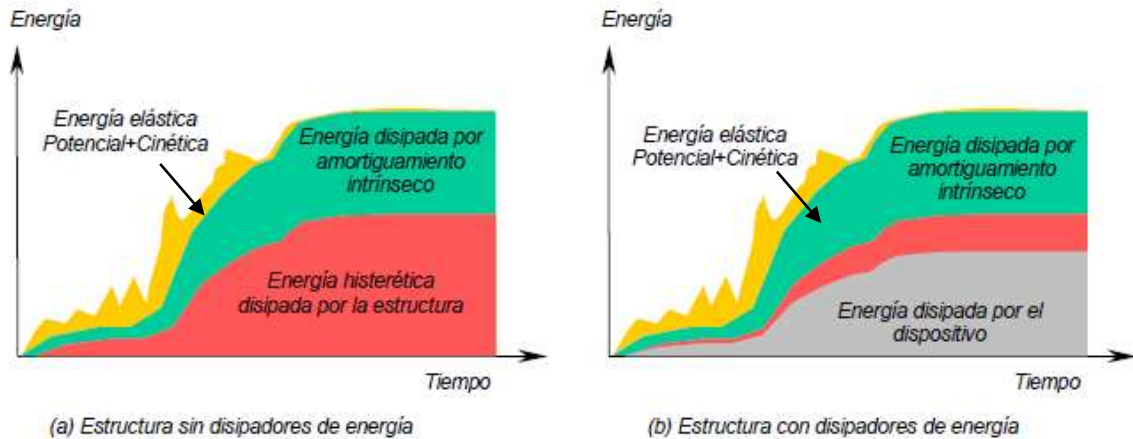 Energía
Energía elástica
Potencial+Cinética
Energía disipada por
amortiguamiento
intrínseco
Energía histerética
disipada por la estructura
Tiempo
(a) Estructura sin disipadores de energía
Energía
Energía elástica
Potencial+Cinética
Energía disipada por
amortiguamiento
intrínseco
Energía disipada por el
dispositivo
Tiempo
(b) Estructura con disipadores de energía